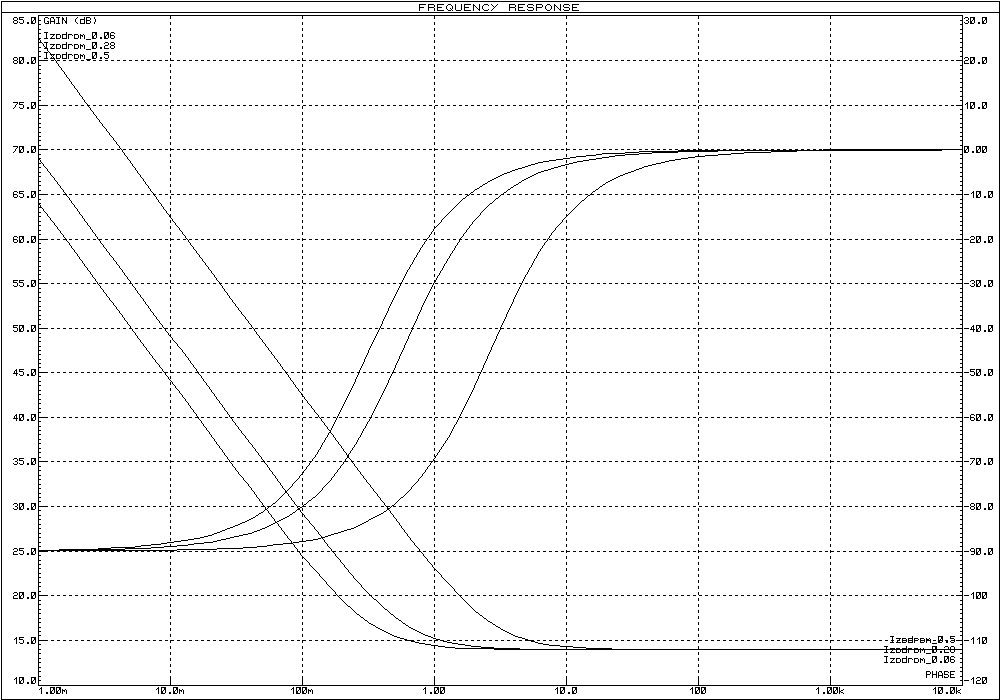 FREQUENCY RESPONSE
85.0 GAIN (dB) 30.0
Izodrom_0.06
Izodrom_0.28
Izodrom_0.5
80.0 20.0
75.0 10.0
70.0 0.00
65.0 10.0
60.0 20.0
55.0 30.0
50.0 40.0
45.0 50.0
40.0 60.0
35.0 70.0
30.0 80.0
25.0 90.0
20.0 100
15.0 Izodrom_0.5 110
Izodrom_0.28
Izodrom_0.06
PHASE
10.0 120
1.00m 10.0m 100m 1.00 10.0 100 1.00k 10.0k